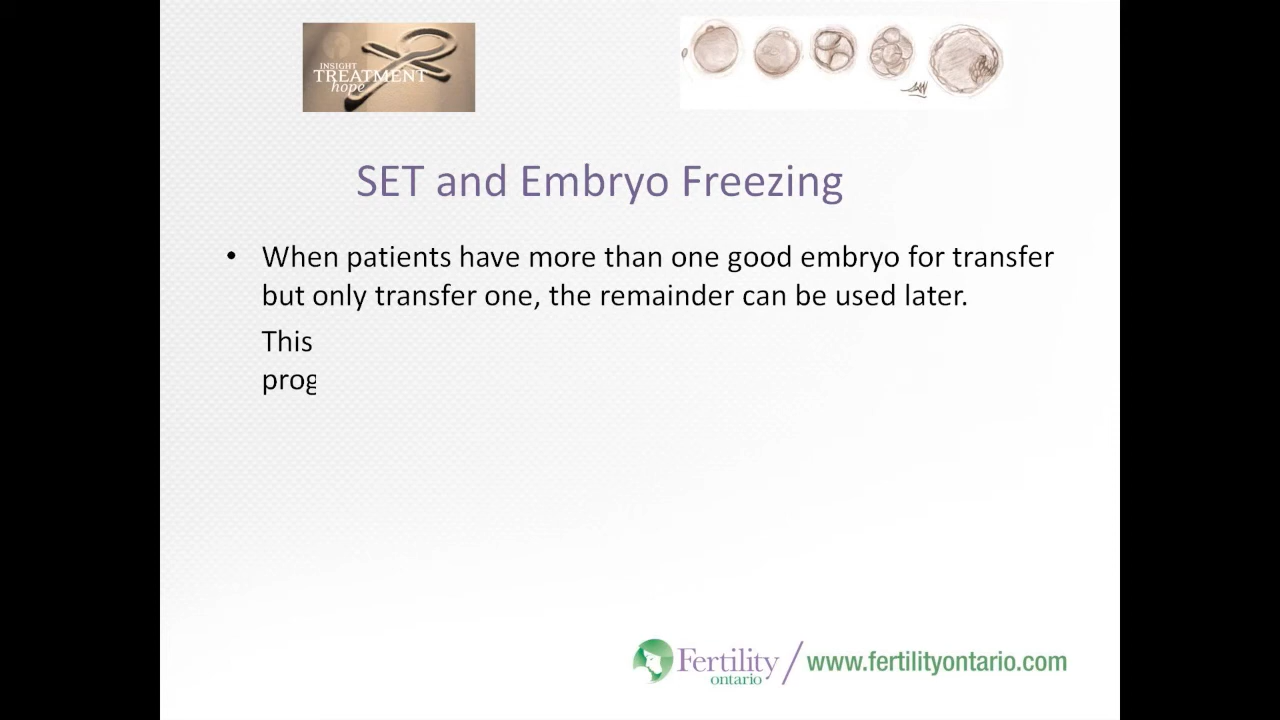 INSIGHT
TREATMENT
hope
SET and Embryo Freezing
• When patients have more than one good embryo for transfer
but only transfer one, the remainder can be used later.
This
prog
Fertility
ontario
www.fertilityontario.com